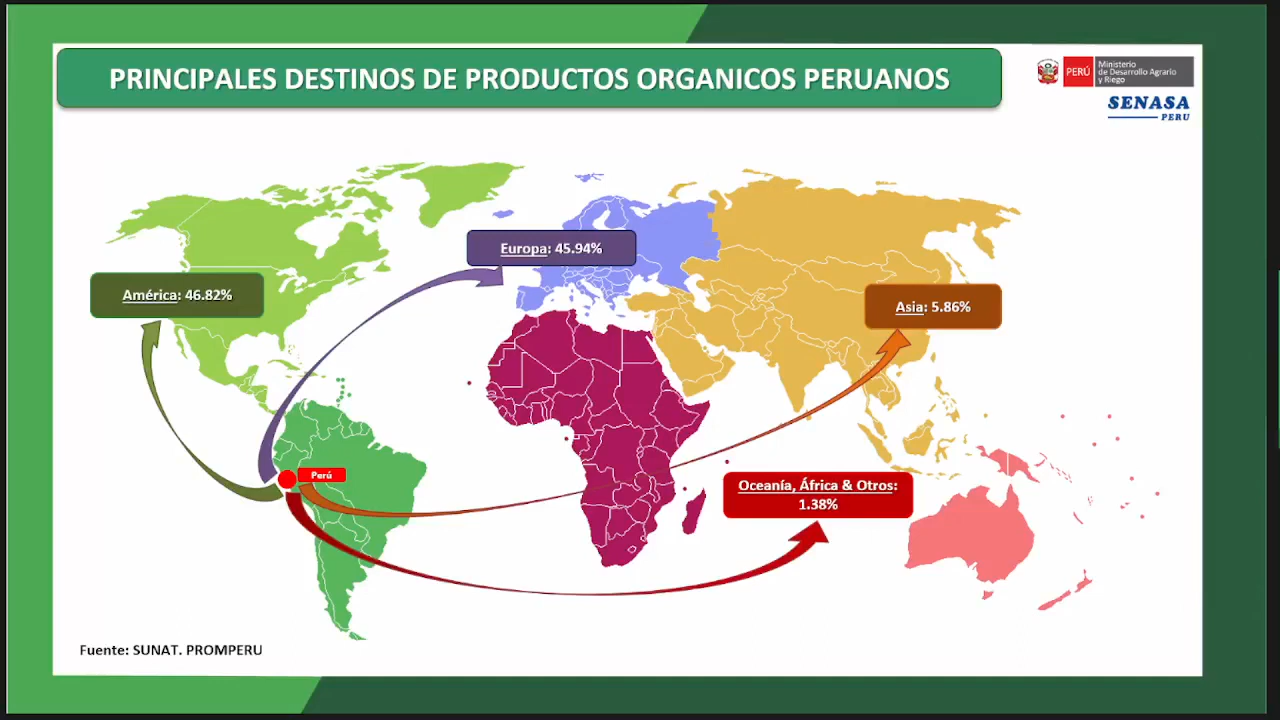 PRINCIPALES DESTINOS DE PRODUCTOS ORGANICOS PERUANOS
PERÚ
Ministerio
de Desarrollo Agrario
y Riego
SENASA
PERU
Europa: 45.94%
América: 46.82%
Asia: 5.86%
Perú
Oceanía, África & Otros:
1.38%
Fuente: SUNAT. PROMPERU